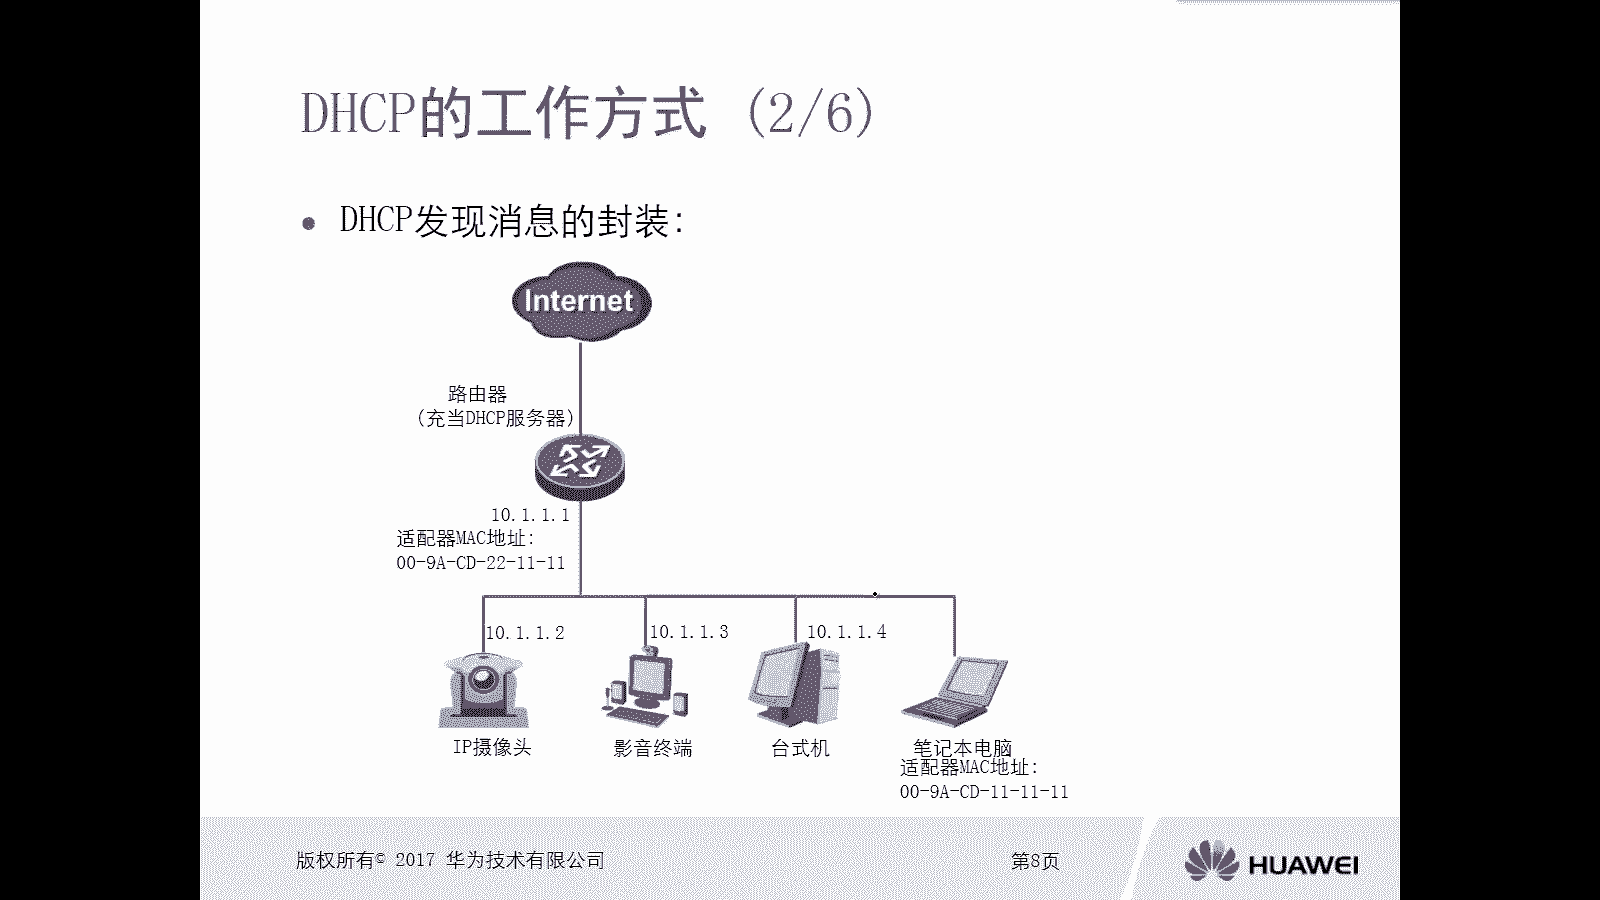 DHCP的工作方式 (2/6)
DHCP发现消息的封装:
Internet
路由器
(充当DHCP服务器)
10.1.1.1
适配器MAC地址:
00-9A-CD-22-11-11
10.1.1.2
10.1.1.3
10.1.1.4
IP摄像头
影音终端
台式机
笔记本电脑
适配器MAC地址:
00-9A-CD-11-11-11
版权所有© 2017 华为技术有限公司
第8页
HUAWEI